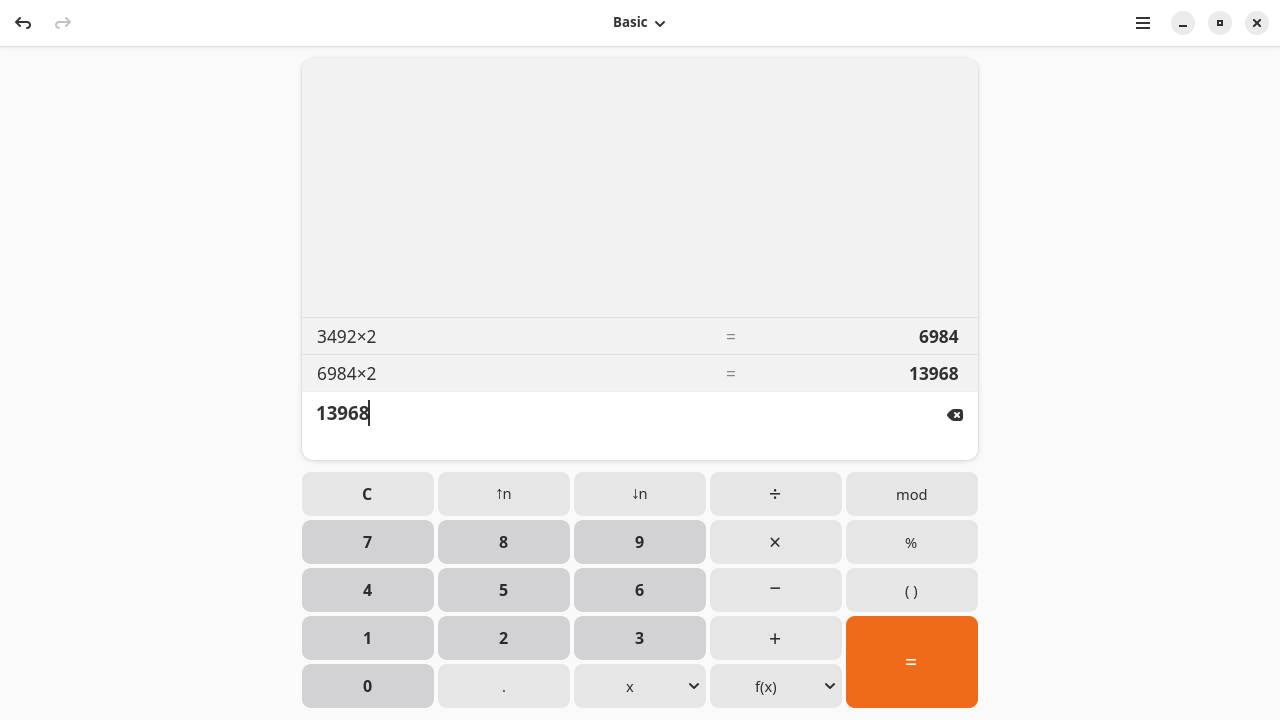 Basic
3492×2 = 6984
6984×2 = 13968
13968
C ↑n ↓n ÷ mod
7 8 9 × %
4 5 6 − ( )
1 2 3 + =
0 . x f(x)